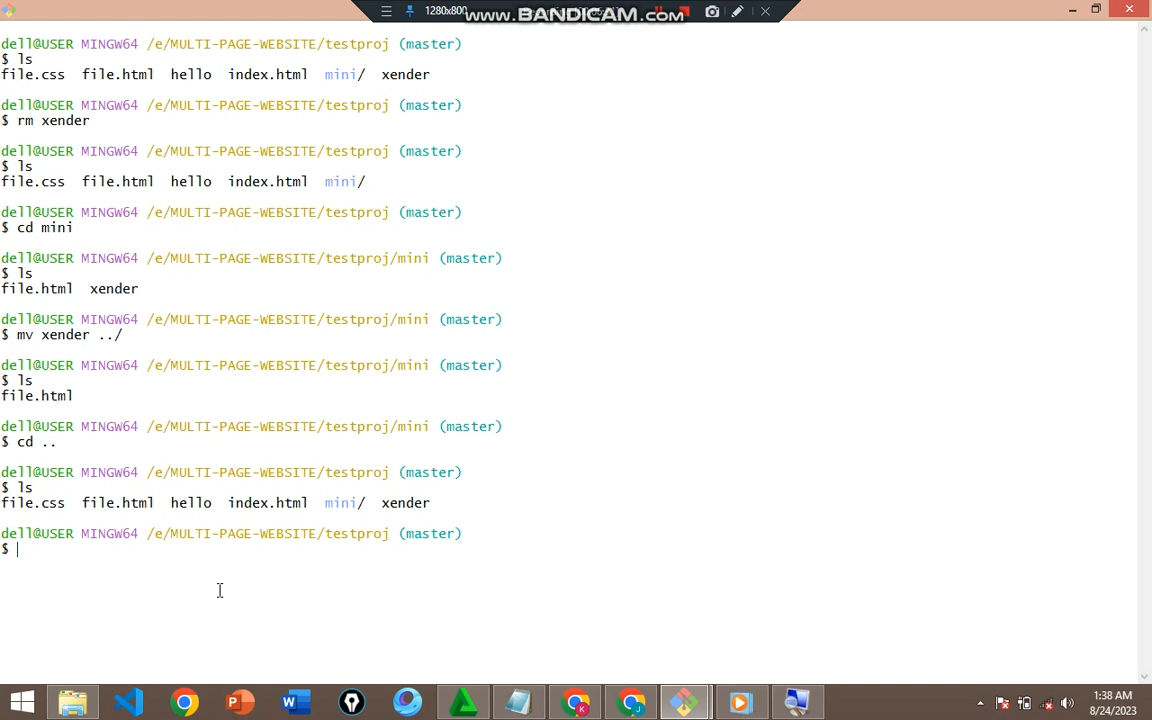 1280x800
www.BANDICAM.com
dell@USER MINGW64 /e/MULTI-PAGE-WEBSITE/testproj (master)
$ ls
file.css  file.html  hello  index.html  mini/  xender
dell@USER MINGW64 /e/MULTI-PAGE-WEBSITE/testproj (master)
$ rm xender
dell@USER MINGW64 /e/MULTI-PAGE-WEBSITE/testproj (master)
$ ls
file.css  file.html  hello  index.html  mini/
dell@USER MINGW64 /e/MULTI-PAGE-WEBSITE/testproj (master)
$ cd mini
dell@USER MINGW64 /e/MULTI-PAGE-WEBSITE/testproj/mini (master)
$ ls
file.html  xender
dell@USER MINGW64 /e/MULTI-PAGE-WEBSITE/testproj/mini (master)
$ mv xender ../
dell@USER MINGW64 /e/MULTI-PAGE-WEBSITE/testproj/mini (master)
$ ls
file.html
dell@USER MINGW64 /e/MULTI-PAGE-WEBSITE/testproj/mini (master)
$ cd ..
dell@USER MINGW64 /e/MULTI-PAGE-WEBSITE/testproj (master)
$ ls
file.css  file.html  hello  index.html  mini/  xender
dell@USER MINGW64 /e/MULTI-PAGE-WEBSITE/testproj (master)
$
1:38 AM
8/24/2023